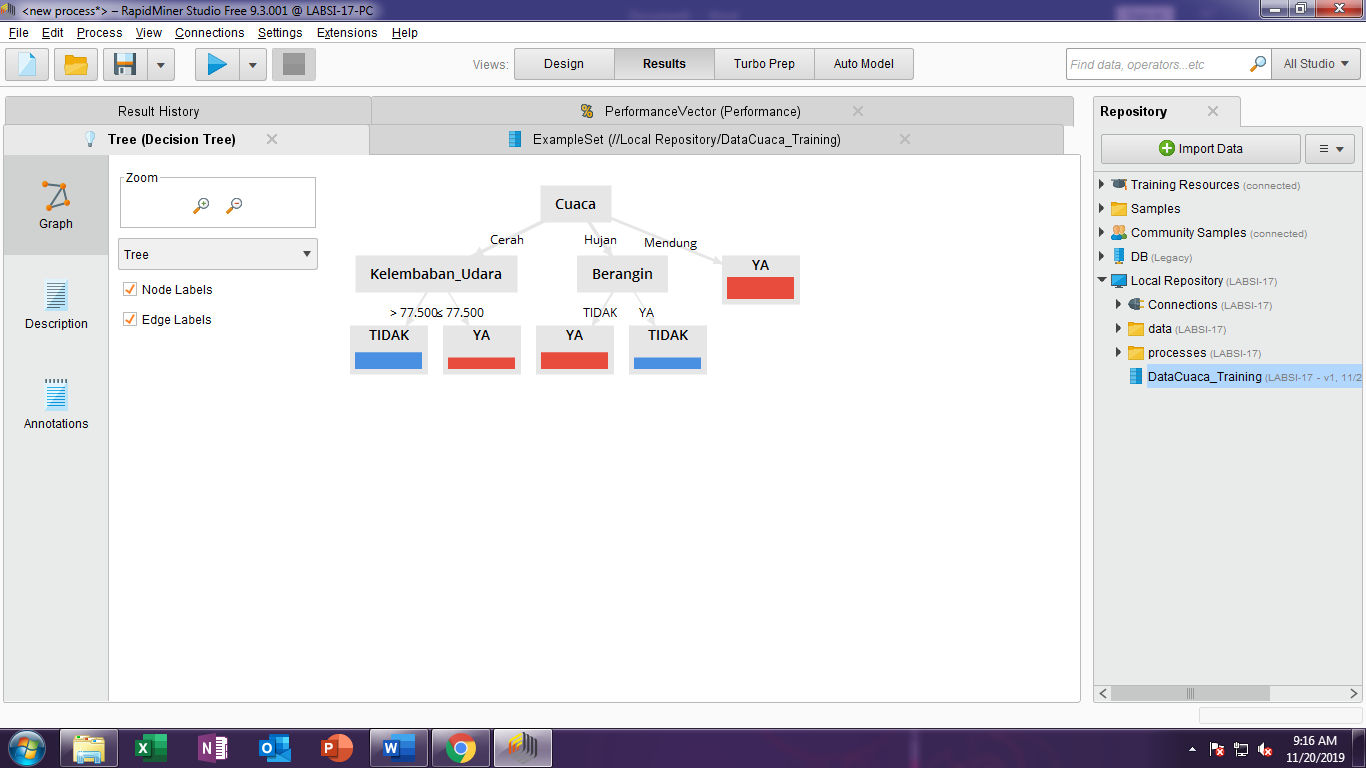 <new process*> – RapidMiner Studio Free 9.3.001 @ LABSI-17-PC
File Edit Process View Connections Settings Extensions Help
Views: Design Results Turbo Prep Auto Model
Find data, operators...etc
All Studio
Result History
PerformanceVector (Performance)
Tree (Decision Tree)
ExampleSet (//Local Repository/DataCuaca_Training)
Graph
Description
Annotations
Zoom
Tree
Node Labels
Edge Labels
Cuaca
Cerah Hujan Mendung
Kelembaban_Udara Berangin YA
> 77.500 ≤ 77.500 TIDAK YA
TIDAK YA YA TIDAK
Repository
Import Data
Training Resources (connected)
Samples
Community Samples (connected)
DB (Legacy)
Local Repository (LABSI-17)
Connections (LABSI-17)
data (LABSI-17)
processes (LABSI-17)
DataCuaca_Training (LABSI-17 - v1, 11/2
9:16 AM
11/20/2019